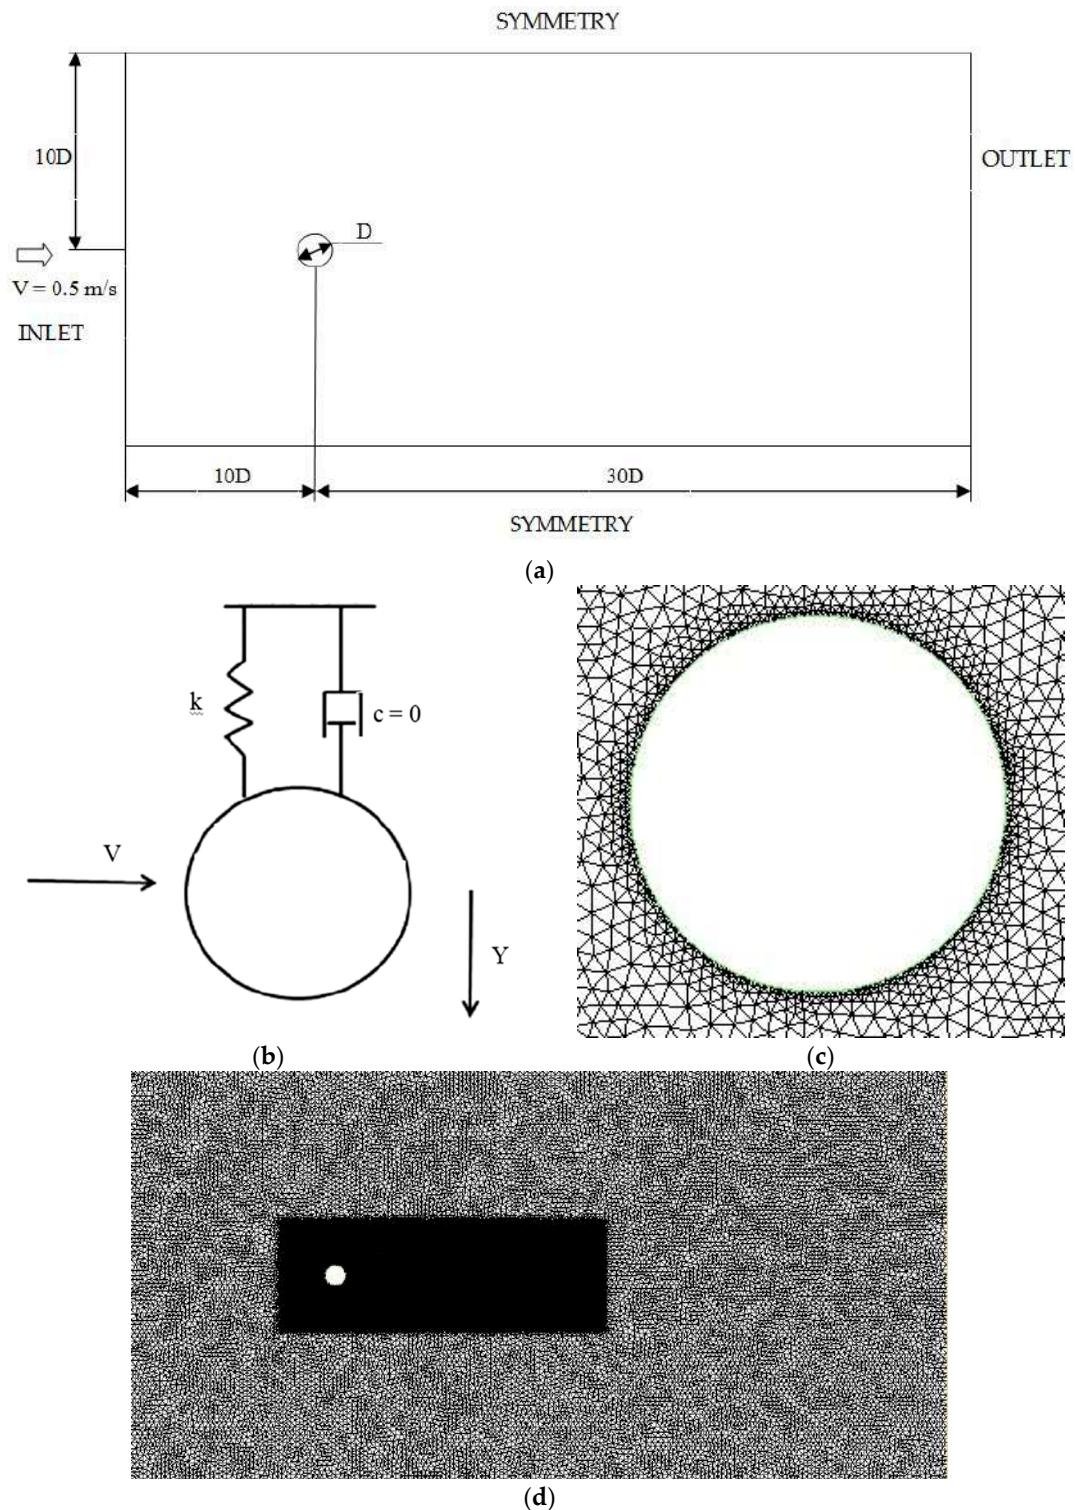 SYMMETRY
10D
OUTLET
D
V = 0.5 m/s
INLET
10D
30D
SYMMETRY
(a)
k
c = 0
V
Y
(b)
(c)
(d)